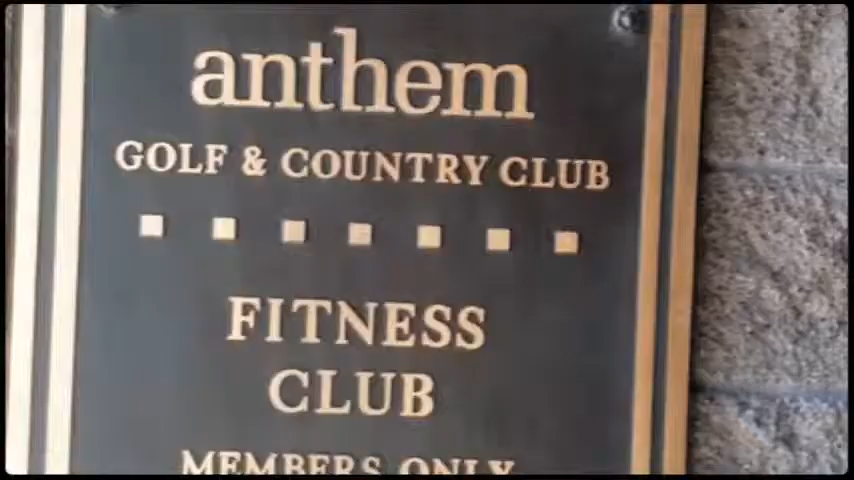 anthem
GOLF & COUNTRY CLUB
FITNESS
CLUB
MEMBERS ONLY